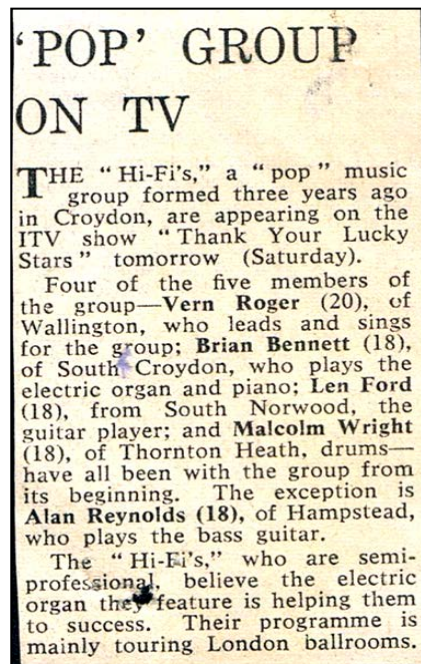 'POP' GROUP
ON TV
THE "Hi-Fi's," a "pop" music
group formed three years ago
in Croydon, are appearing on the
ITV show "Thank Your Lucky
Stars" tomorrow (Saturday).
Four of the five members of
the group—Vern Roger (20), of
Wallington, who leads and sings
for the group; Brian Bennett (18),
of South Croydon, who plays the
electric organ and piano; Len Ford
(18), from South Norwood, the
guitar player; and Malcolm Wright
(18), of Thornton Heath, drums—
have all been with the group from
its beginning. The exception is
Alan Reynolds (18), of Hampstead,
who plays the bass guitar.
The "Hi-Fi's," who are semi-
professional, believe the electric
organ they feature is helping them
to success. Their programme is
mainly touring London ballrooms.